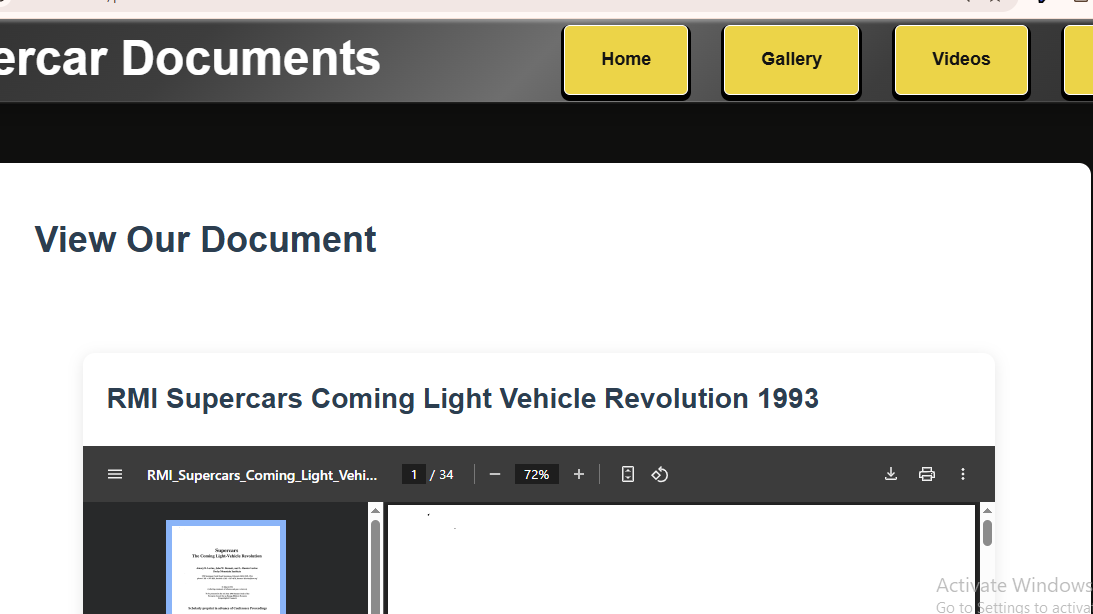 ercar Documents
Home
Gallery
Videos
View Our Document
RMI Supercars Coming Light Vehicle Revolution 1993
RMI_Supercars_Coming_Light_Vehi...
1 / 34
72%
Supercars
The Coming Light-Vehicle Revolution
Activate Windows
Go to Settings to activa